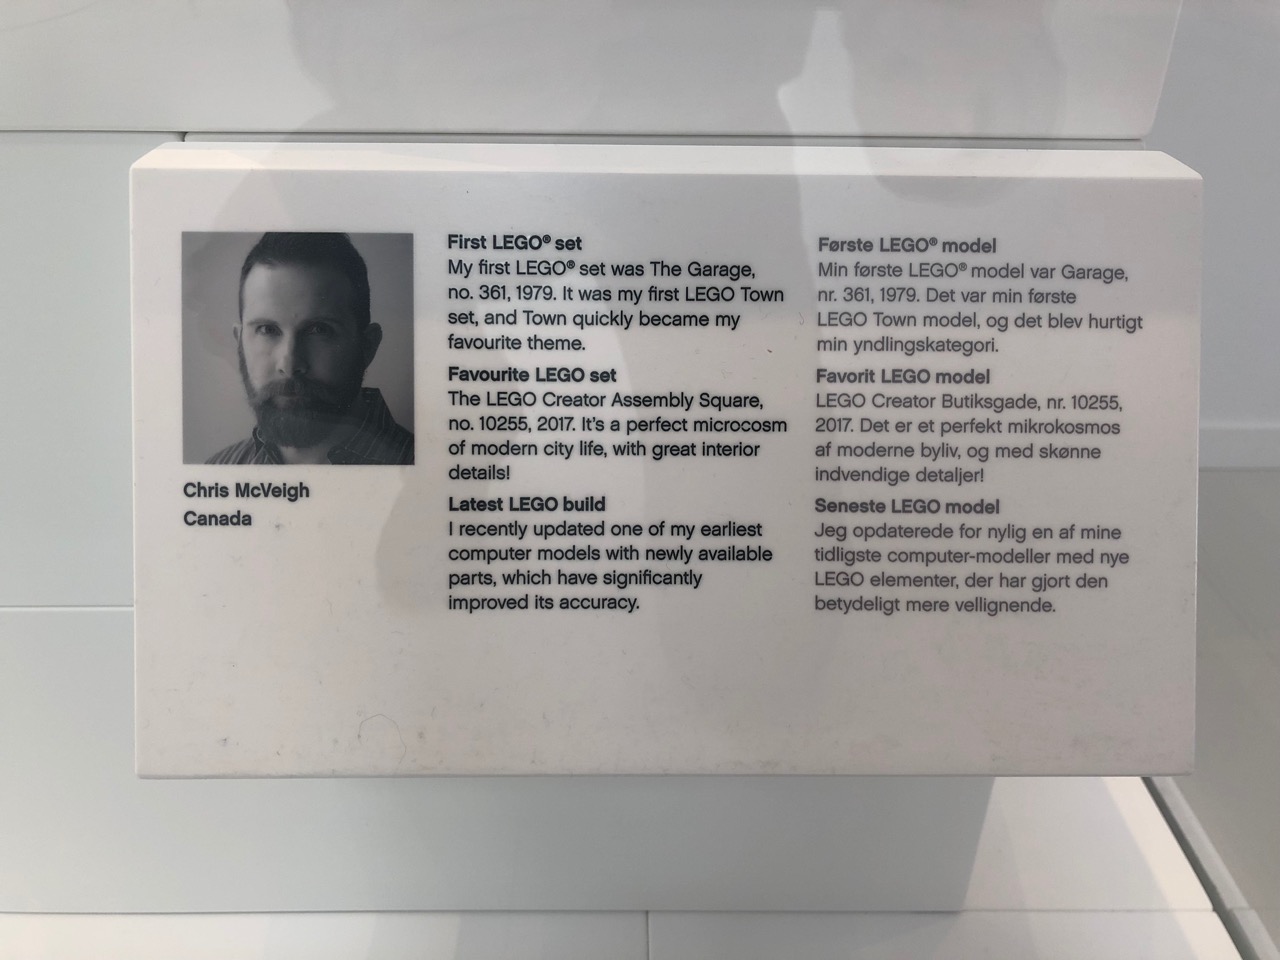 Chris McVeigh
Canada
First LEGO® set
My first LEGO® set was The Garage,
no. 361, 1979. It was my first LEGO Town
set, and Town quickly became my
favourite theme.
Favourite LEGO set
The LEGO Creator Assembly Square,
no. 10255, 2017. It's a perfect microcosm
of modern city life, with great interior
details!
Latest LEGO build
I recently updated one of my earliest
computer models with newly available
parts, which have significantly
improved its accuracy.
Første LEGO® model
Min første LEGO® model var Garage,
nr. 361, 1979. Det var min første
LEGO Town model, og det blev hurtigt
min yndlingskategori.
Favorit LEGO model
LEGO Creator Butiksgade, nr. 10255,
2017. Det er et perfekt mikrokosmos
af moderne byliv, og med skønne
indvendige detaljer!
Seneste LEGO model
Jeg opdaterede for nylig en af mine
tidligste computer-modeller med nye
LEGO elementer, der har gjort den
betydeligt mere vellignende.